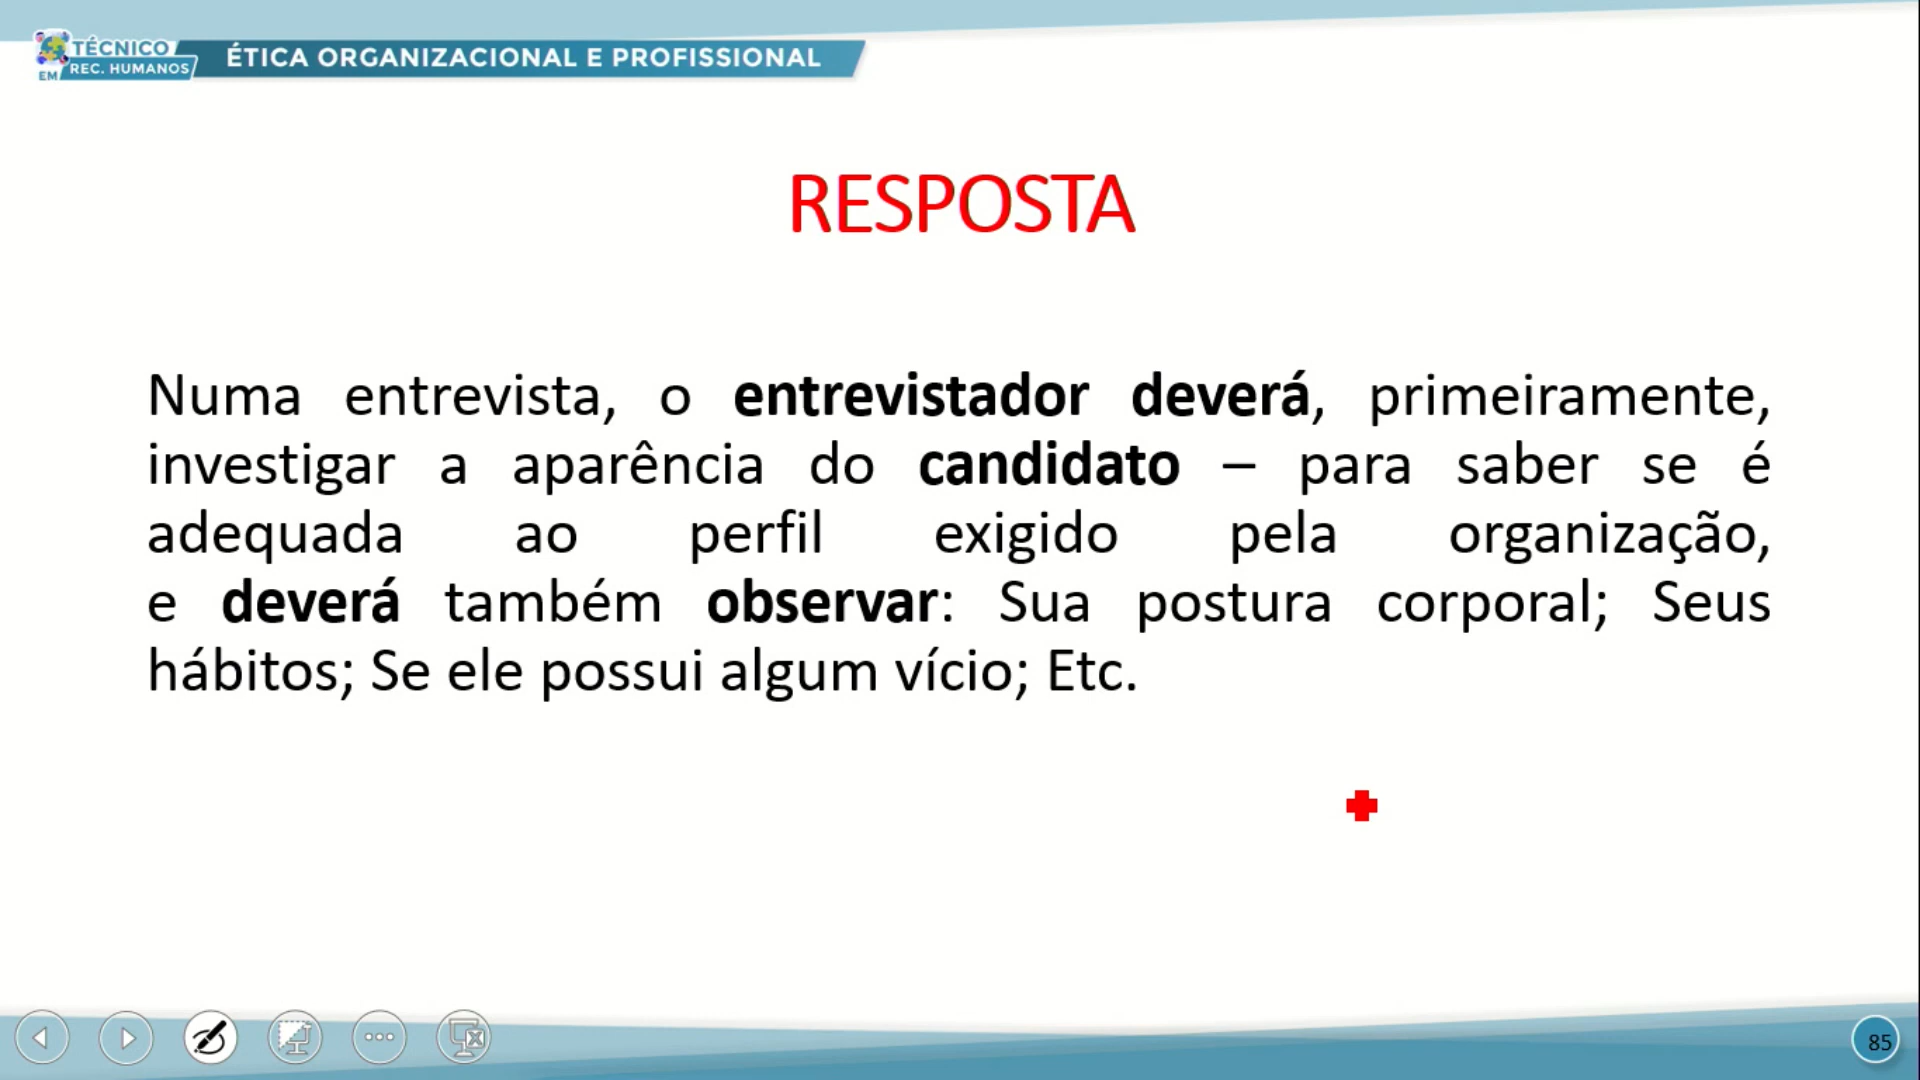 TÉCNICO
EM REC. HUMANOS
ÉTICA ORGANIZACIONAL E PROFISSIONAL
RESPOSTA
Numa entrevista, o entrevistador deverá, primeiramente,
investigar a aparência do candidato – para saber se é
adequada ao perfil exigido pela organização,
e deverá também observar: Sua postura corporal; Seus
hábitos; Se ele possui algum vício; Etc.
85